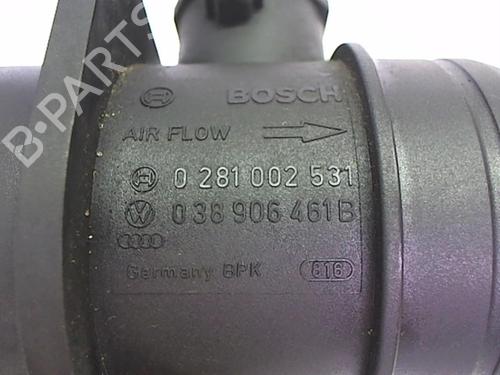 BOSCH
AIR FLOW
0 281 002 531
038 906 461B
Germany BPK 616
B-PARTS